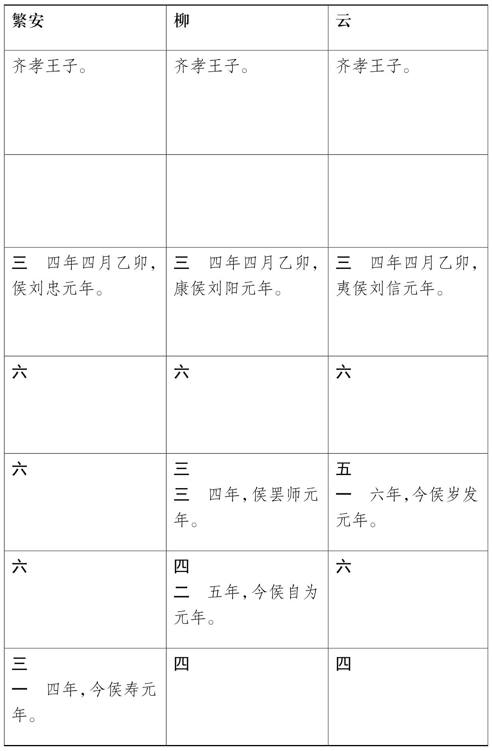 繁安
柳
云
齐孝王子。
齐孝王子。
齐孝王子。
三　四年四月乙卯，
侯刘忠元年。
三　四年四月乙卯，
康侯刘阳元年。
三　四年四月乙卯，
夷侯刘信元年。
六
六
六
六
三
三　四年，侯罢师元
年。
五
一　六年，今侯岁发
元年。
六
四
二　五年，今侯自为
元年。
六
三
一　四年，今侯寿元
年。
四
四